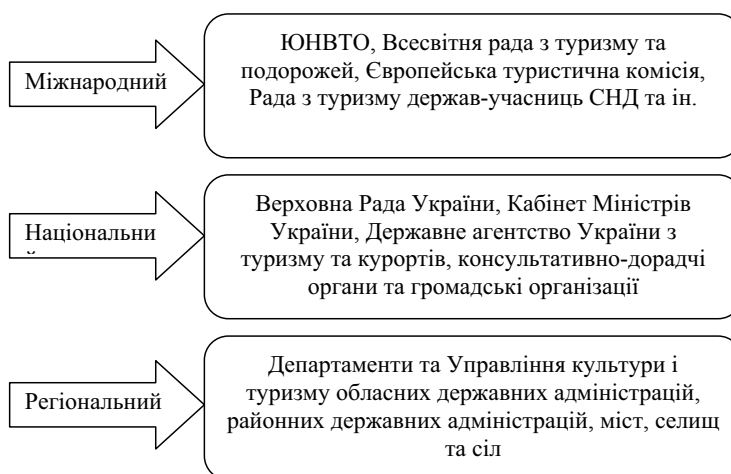 Міжнародний
ЮНВТО, Всесвітня рада з туризму та
подорожей, Європейська туристична комісія,
Рада з туризму держав-учасниць СНД та ін.
Національни
й
Верховна Рада України, Кабінет Міністрів
України, Державне агентство України з
туризму та курортів, консультативно-дорадчі
органи та громадські організації
Регіональний
Департаменти та Управління культури і
туризму обласних державних адміністрацій,
районних державних адміністрацій, міст, селищ
та сіл